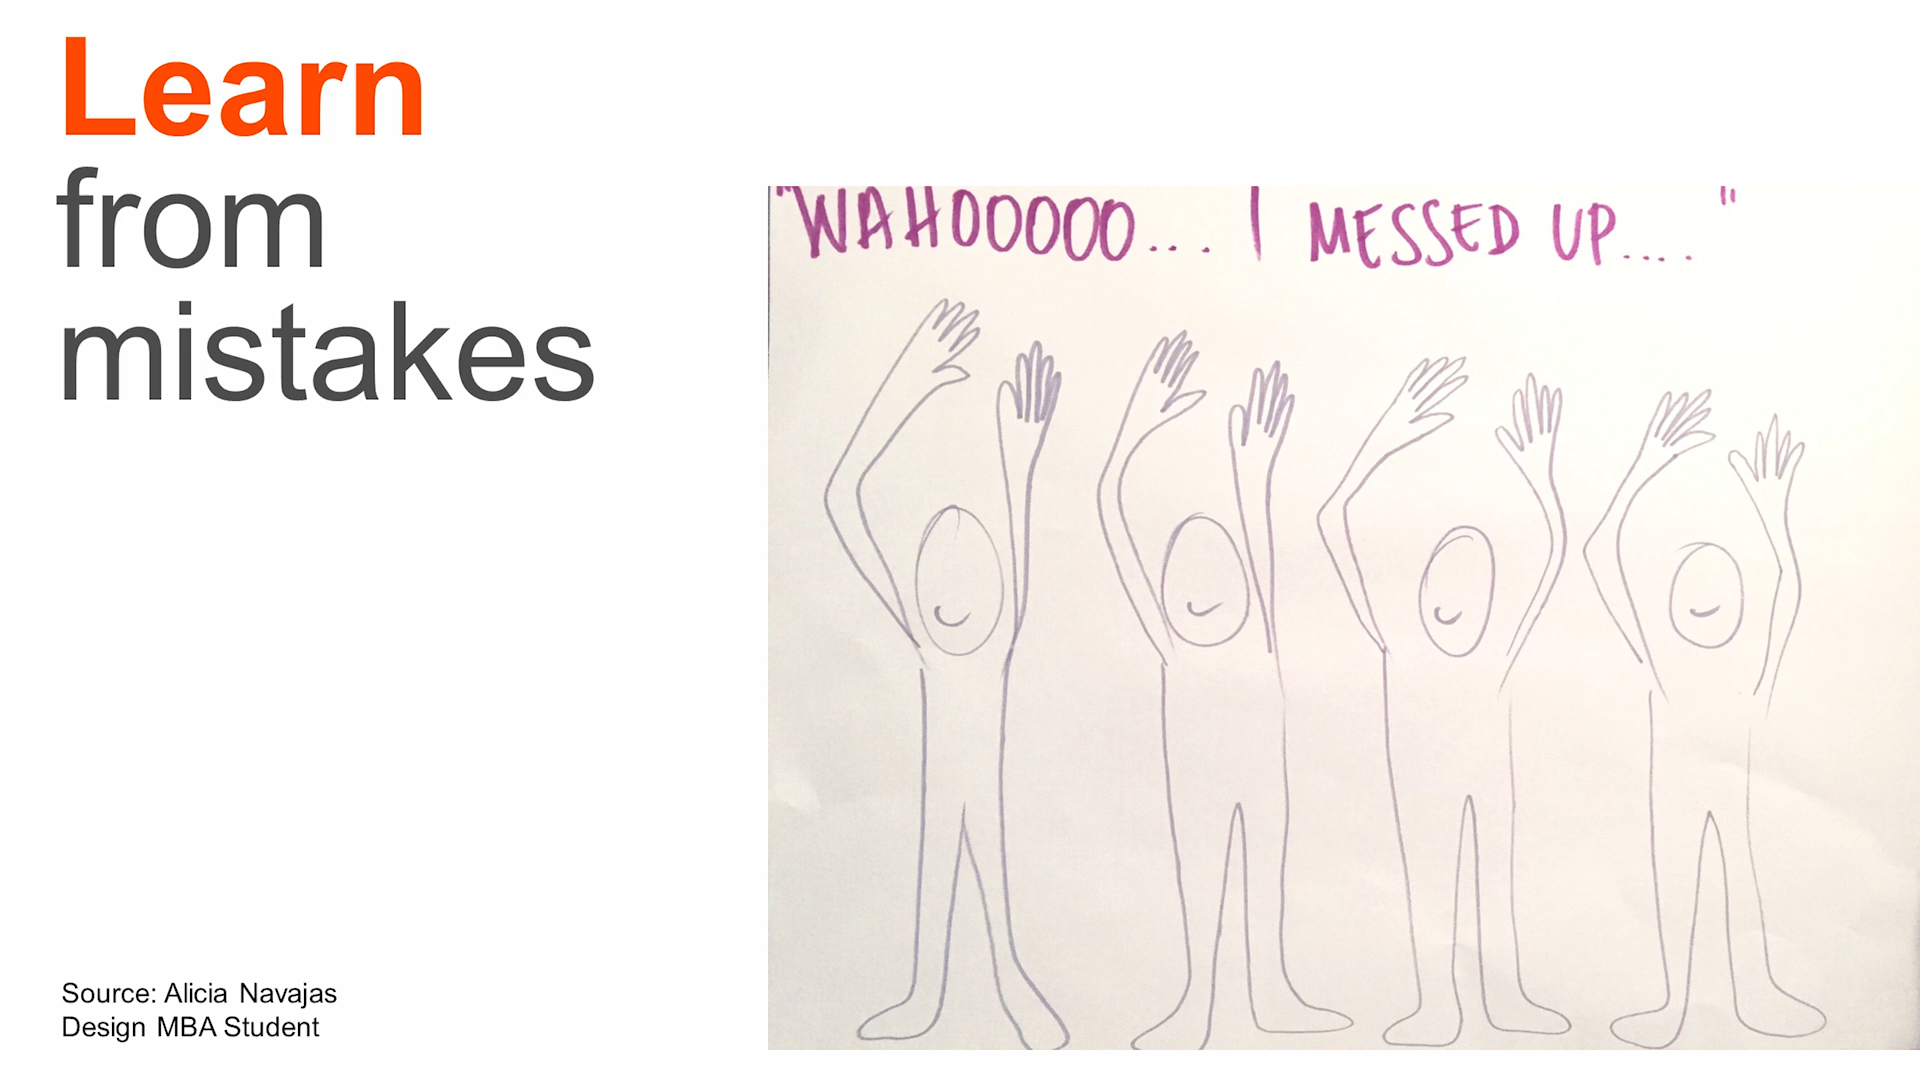 Learn
from
mistakes
"WAHOOOOO... I MESSED UP...."
Source: Alicia Navajas
Design MBA Student